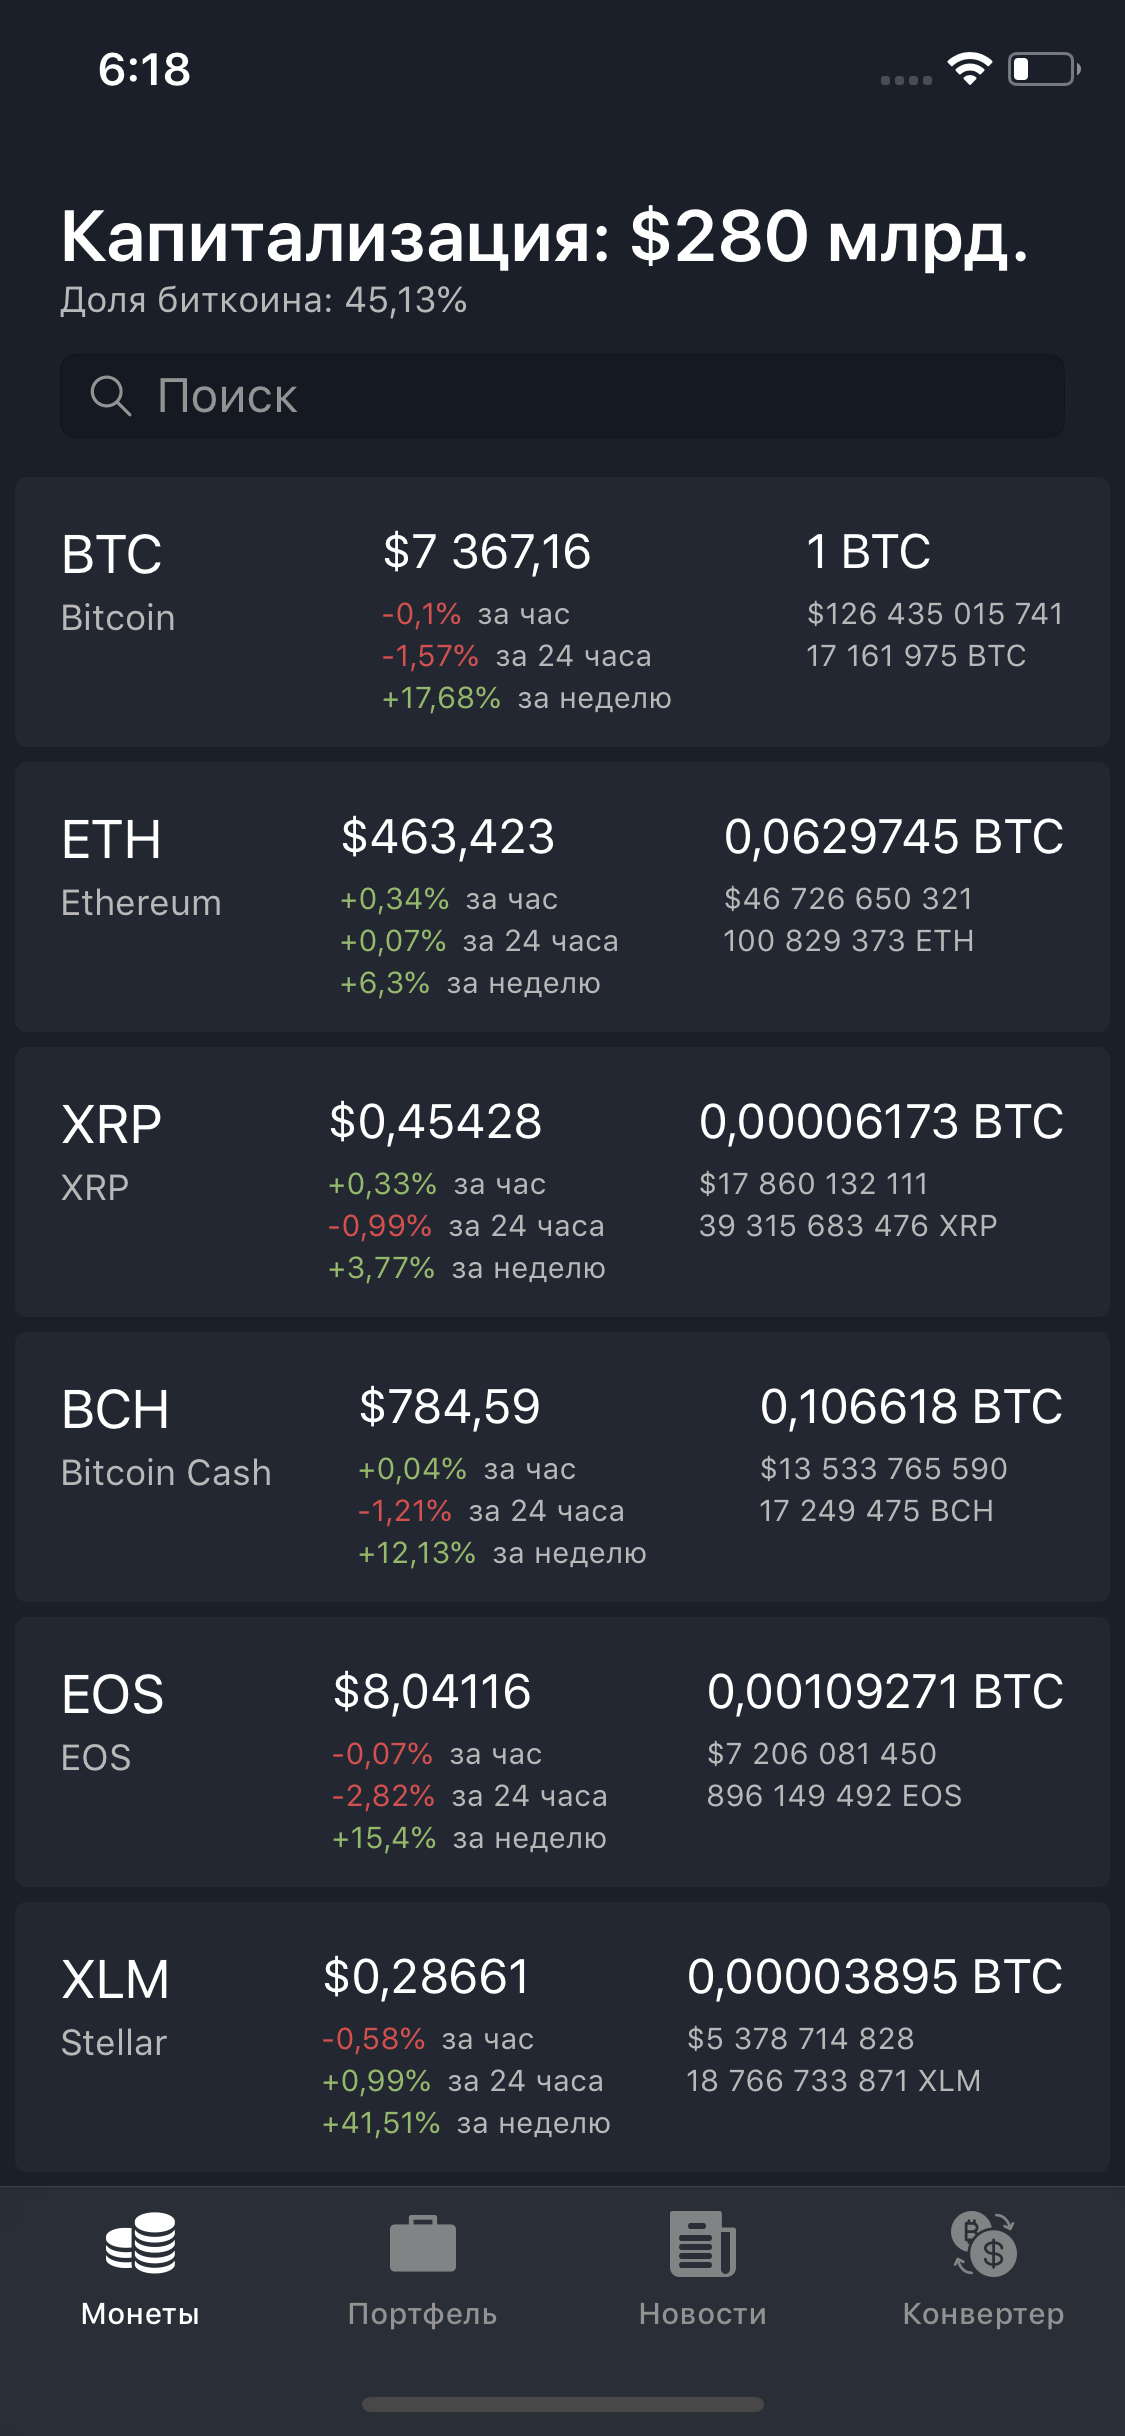 6:18
Капитализация: $280 млрд.
Доля биткоина: 45,13%
Поиск
BTC
Bitcoin
$7 367,16
-0,1% за час
-1,57% за 24 часа
+17,68% за неделю
1 BTC
$126 435 015 741
17 161 975 BTC
ETH
Ethereum
$463,423
+0,34% за час
+0,07% за 24 часа
+6,3% за неделю
0,0629745 BTC
$46 726 650 321
100 829 373 ETH
XRP
XRP
$0,45428
+0,33% за час
-0,99% за 24 часа
+3,77% за неделю
0,00006173 BTC
$17 860 132 111
39 315 683 476 XRP
BCH
Bitcoin Cash
$784,59
+0,04% за час
-1,21% за 24 часа
+12,13% за неделю
0,106618 BTC
$13 533 765 590
17 249 475 BCH
EOS
EOS
$8,04116
-0,07% за час
-2,82% за 24 часа
+15,4% за неделю
0,00109271 BTC
$7 206 081 450
896 149 492 EOS
XLM
Stellar
$0,28661
-0,58% за час
+0,99% за 24 часа
+41,51% за неделю
0,00003895 BTC
$5 378 714 828
18 766 733 871 XLM
Монеты
Портфель
Новости
Конвертер